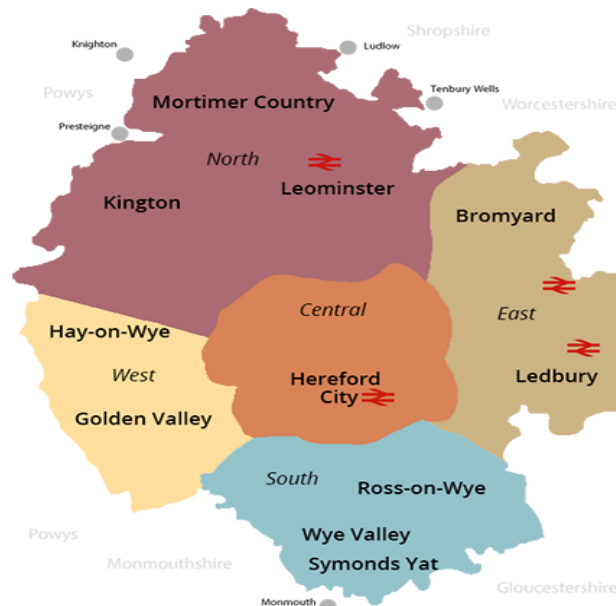 Shropshire
Knighton
Ludlow
Powys
Tenbury Wells
Mortimer Country
Worcestershire
Presteigne
North
Leominster
Kington
Bromyard
Central
East
Hay-on-Wye
West
Hereford
City
Ledbury
Golden Valley
South
Ross-on-Wye
Wye Valley
Powys
Symonds Yat
Monmouthshire
Gloucestershire
Monmouth